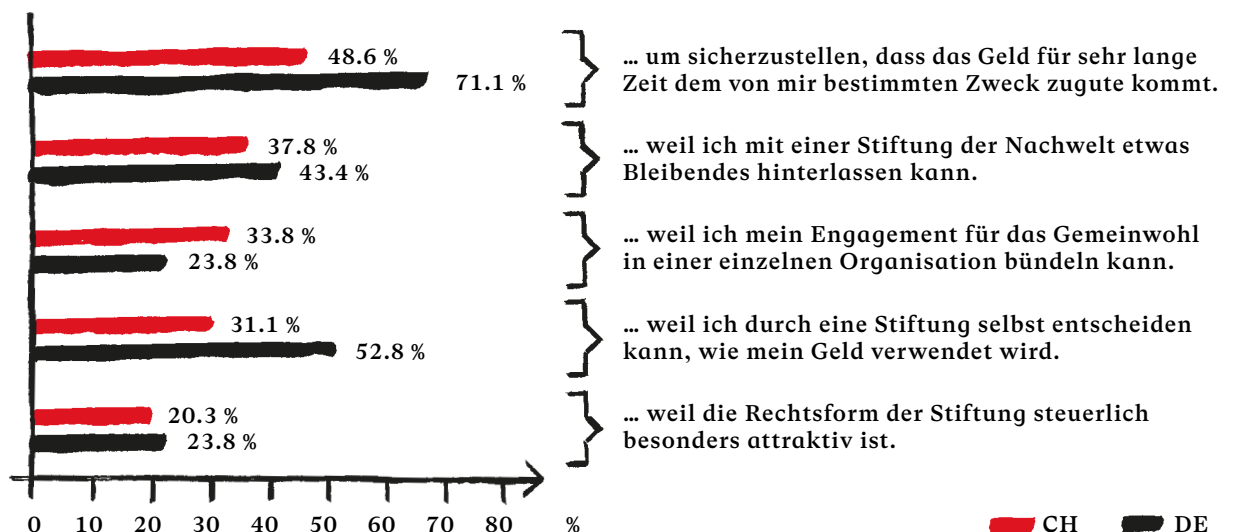 48.6 %
71.1 %
… um sicherzustellen, dass das Geld für sehr lange
Zeit dem von mir bestimmten Zweck zugute kommt.
37.8 %
43.4 %
… weil ich mit einer Stiftung der Nachwelt etwas
Bleibendes hinterlassen kann.
33.8 %
23.8 %
… weil ich mein Engagement für das Gemeinwohl
in einer einzelnen Organisation bündeln kann.
31.1 %
52.8 %
… weil ich durch eine Stiftung selbst entscheiden
kann, wie mein Geld verwendet wird.
20.3 %
23.8 %
… weil die Rechtsform der Stiftung steuerlich
besonders attraktiv ist.
0 10 20 30 40 50 60 70 80 %
CH DE